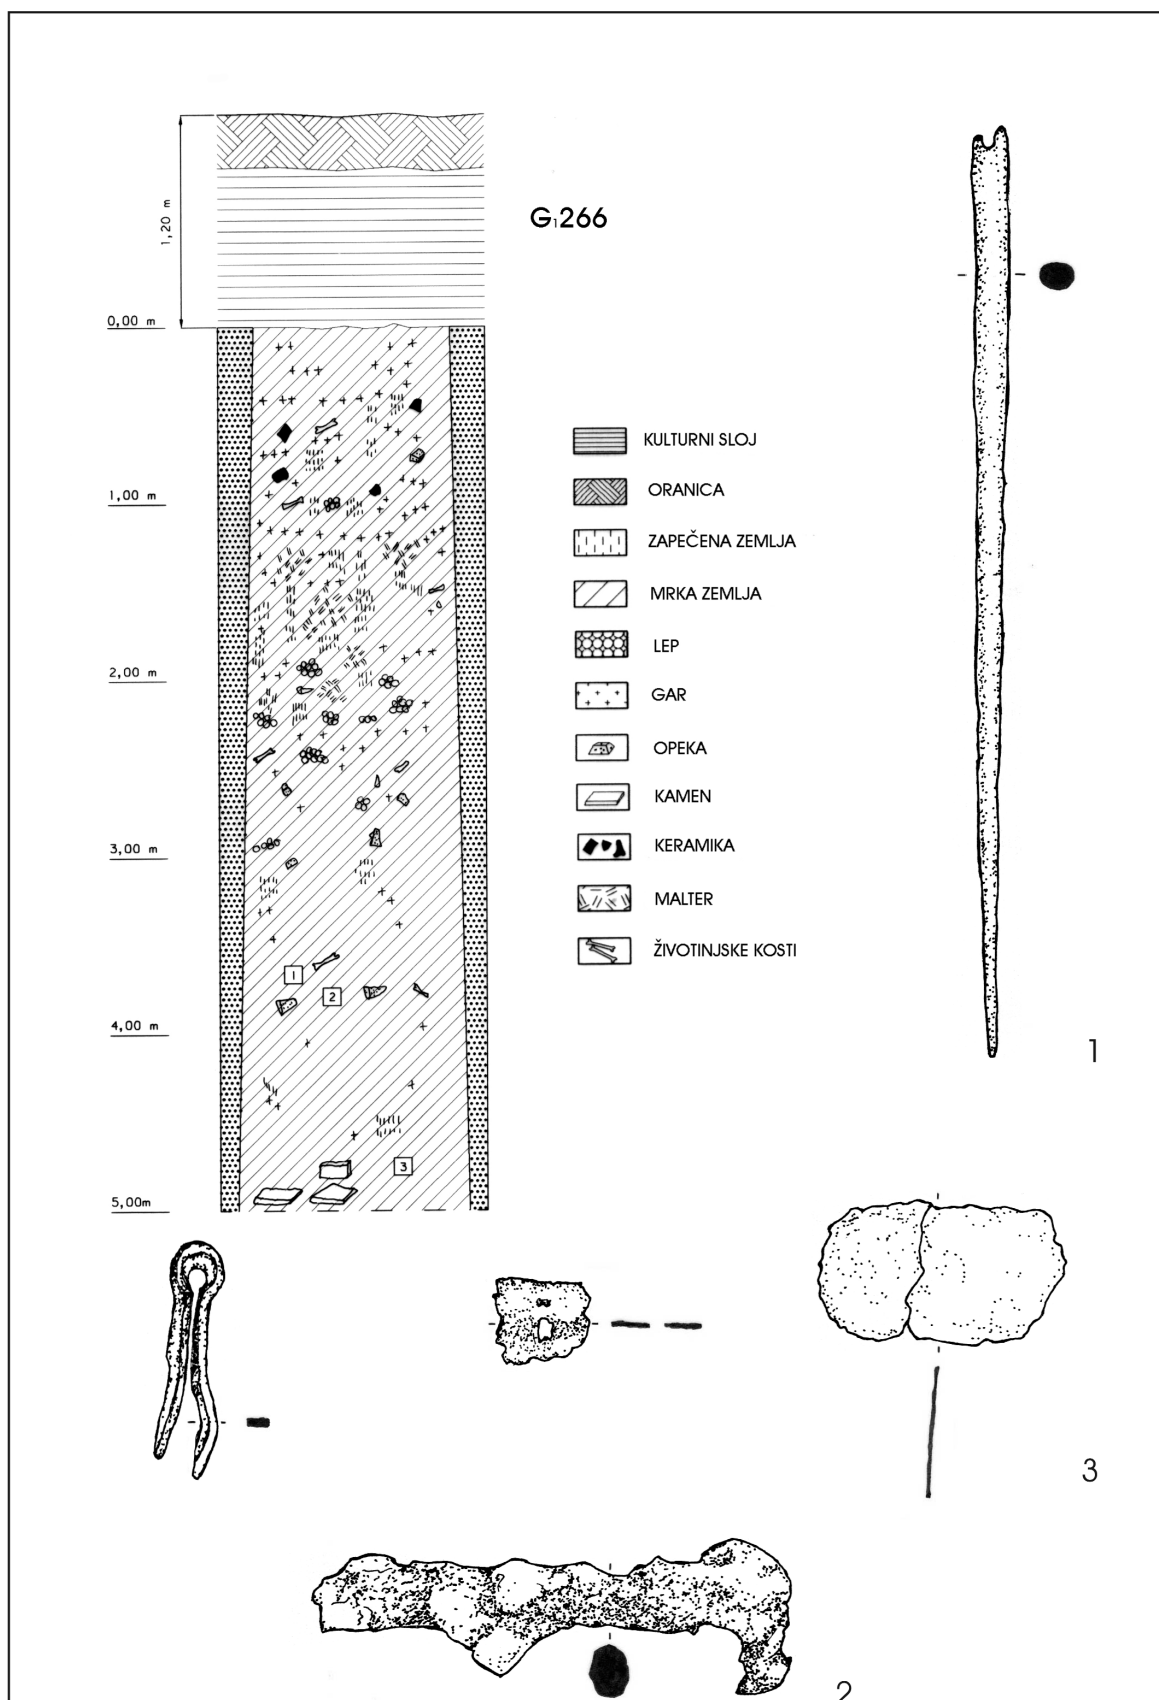 1,20 m
G₁266
0,00 m
1,00 m
2,00 m
3,00 m
4,00 m
5,00m
1
2
3
KULTURNI SLOJ
ORANICA
ZAPEČENA ZEMLJA
MRKA ZEMLJA
LEP
GAR
OPEKA
KAMEN
KERAMIKA
MALTER
ŽIVOTINJSKE KOSTI
1
3
2